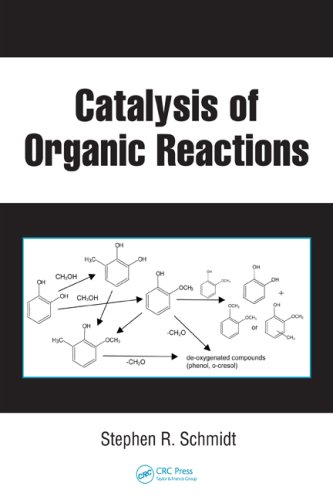 Catalysis of
Organic Reactions
OH
OH
CH₃OH
CH₃OH
OH
H₃C
OH
OH
OCH₃
OH
OCH₃
OH
OH
+
OCH₃
OCH₃
or
OH
OCH₃
CH₃
OH
H₃C
OCH₃
-CH₂O
-CH₂O
de-oxygenated compounds
(phenol, o-cresol)
Stephen R. Schmidt
CRC
CRC Press
Taylor & Francis Group